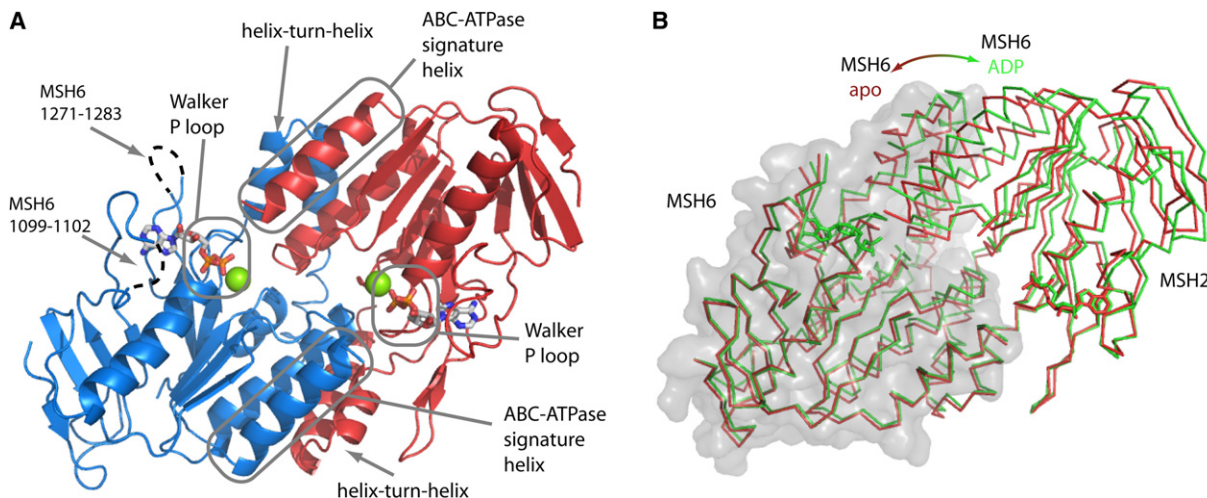 A
helix-turn-helix
ABC-ATPase
signature
helix
MSH6
1271-1283
Walker
P loop
MSH6
1099-1102
Walker
P loop
ABC-ATPase
signature
helix
helix-turn-helix
B
MSH6
apo
MSH6
ADP
MSH6
MSH2